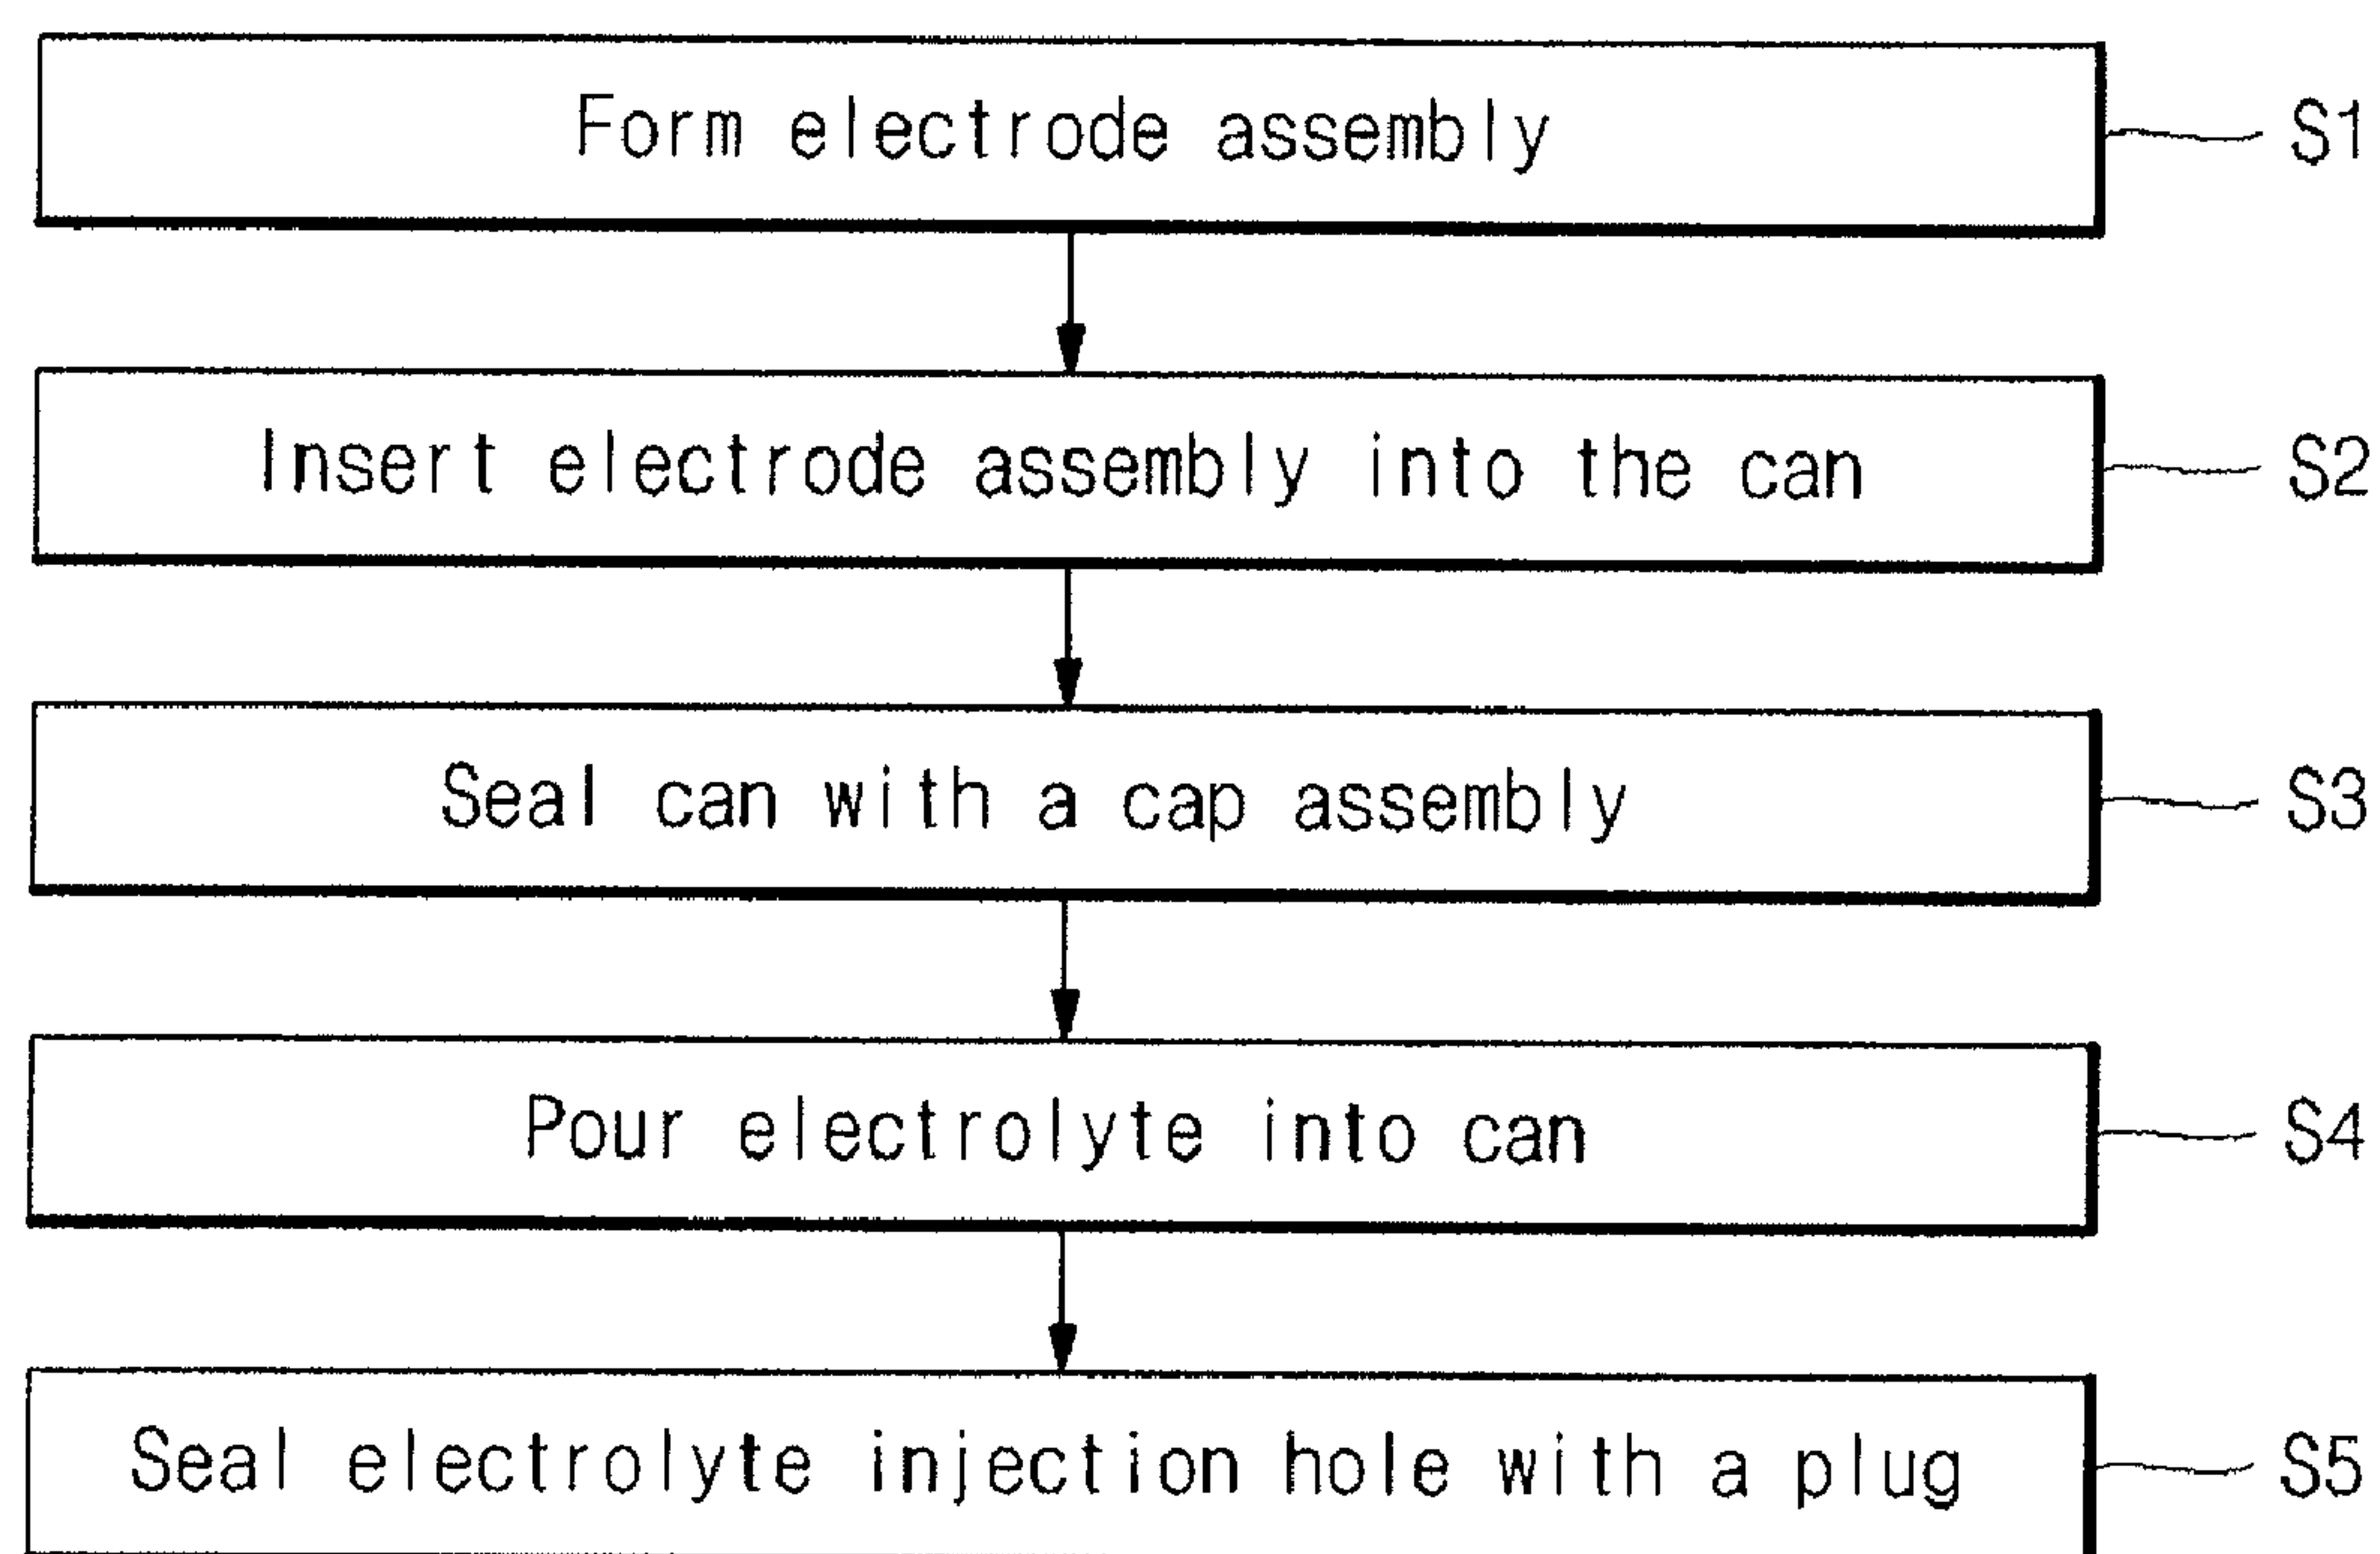 Form electrode assembly S1
Insert electrode assembly into the can S2
Seal can with a cap assembly S3
Pour electrolyte into can S4
Seal electrolyte injection hole with a plug S5